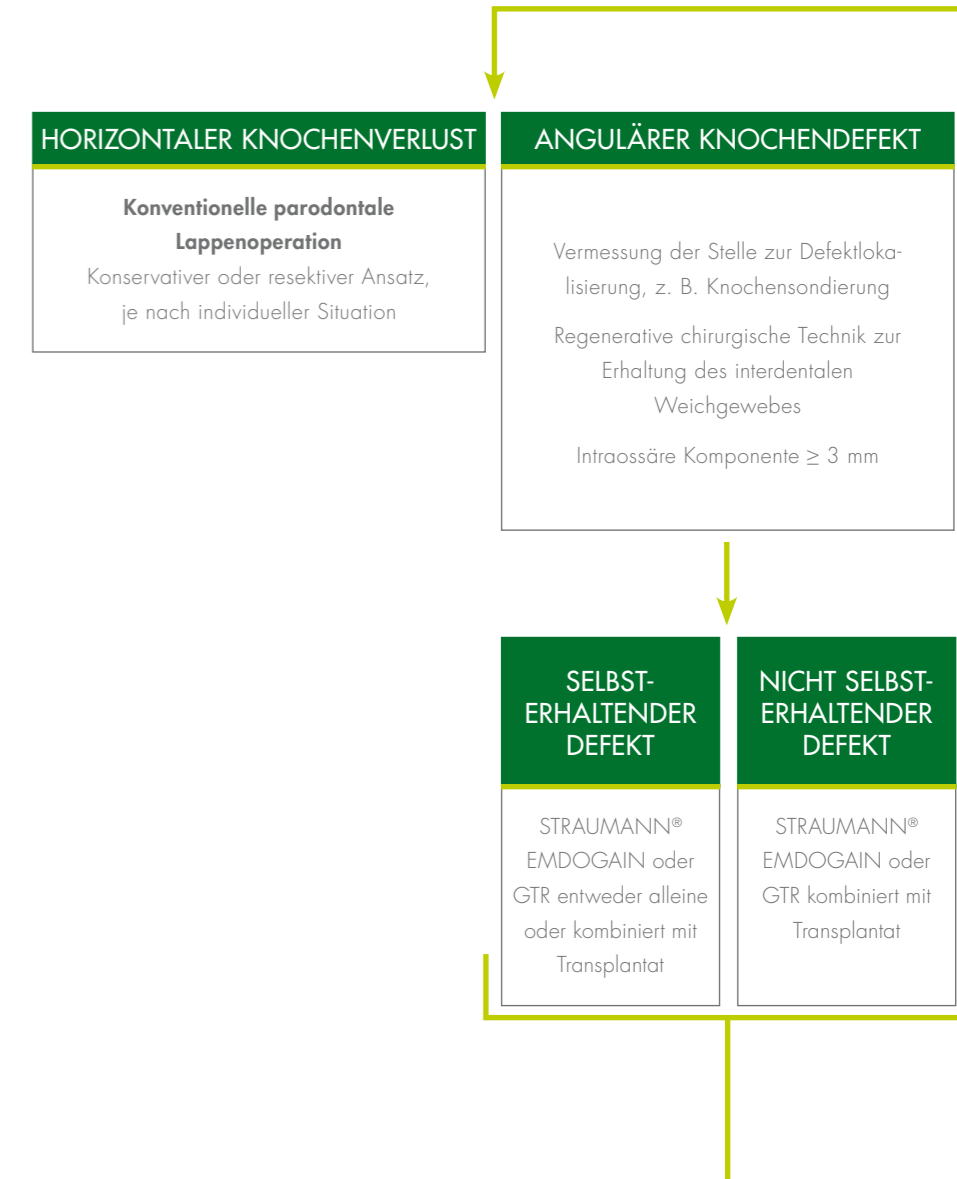 HORIZONTALER KNOCHENVERLUST
Konventionelle parodontale
Lappenoperation
Konservativer oder resektiver Ansatz,
je nach individueller Situation
ANGULÄRER KNOCHENDEFEKT
Vermessung der Stelle zur Defektloka-
lisierung, z. B. Knochensondierung
Regenerative chirurgische Technik zur
Erhaltung des interdentalen
Weichgewebes
Intraossäre Komponente ≥ 3 mm
SELBST-
ERHALTENDER
DEFEKT
STRAUMANN®
EMDOGAIN oder
GTR entweder alleine
oder kombiniert mit
Transplantat
NICHT SELBST-
ERHALTENDER
DEFEKT
STRAUMANN®
EMDOGAIN oder
GTR kombiniert mit
Transplantat